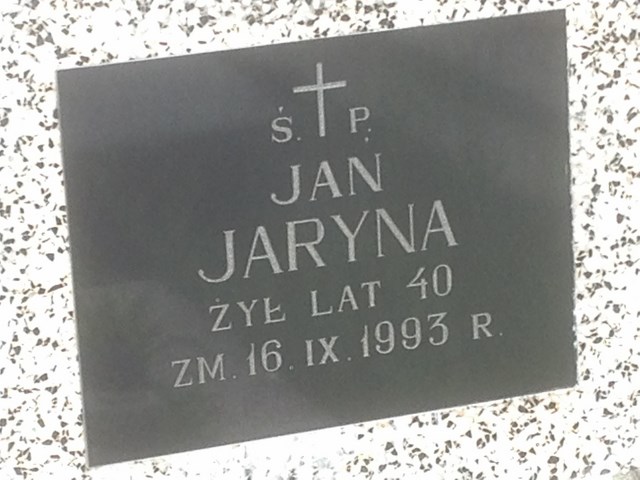 Ś. P.
JAN
JARYNA
ŻYŁ LAT 40
ZM. 16. IX. 1993 R.